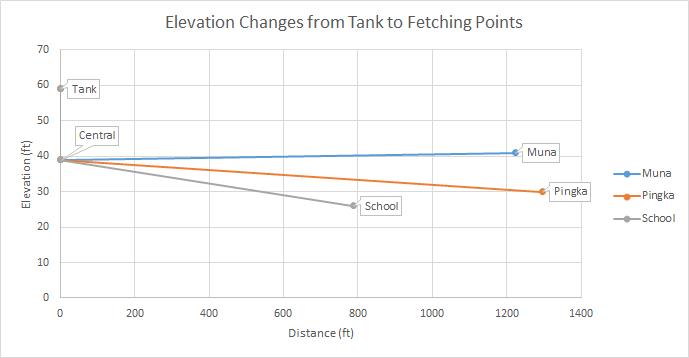 Elevation Changes from Tank to Fetching Points
70
60
50
40
30
20
10
0
Elevation (ft)
Tank
Central
Muna
Pingka
School
0 200 400 600 800 1000 1200 1400
Distance (ft)
Muna
Pingka
School